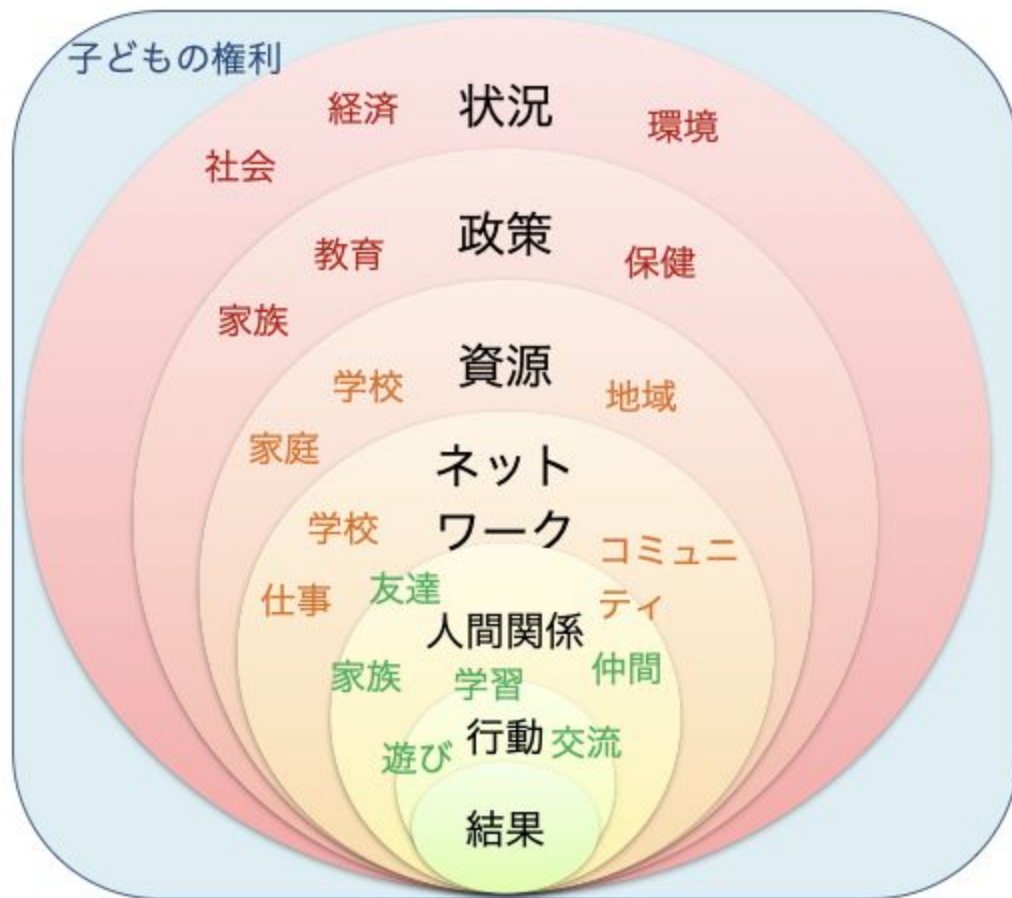 子どもの権利
経済
状況
環境
社会
政策
教育
保健
家族
資源
学校
地域
家庭
ネット
ワーク
学校
コミュニ
ティ
仕事
友達
人間関係
家族
学習
仲間
行動
遊び
交流
結果